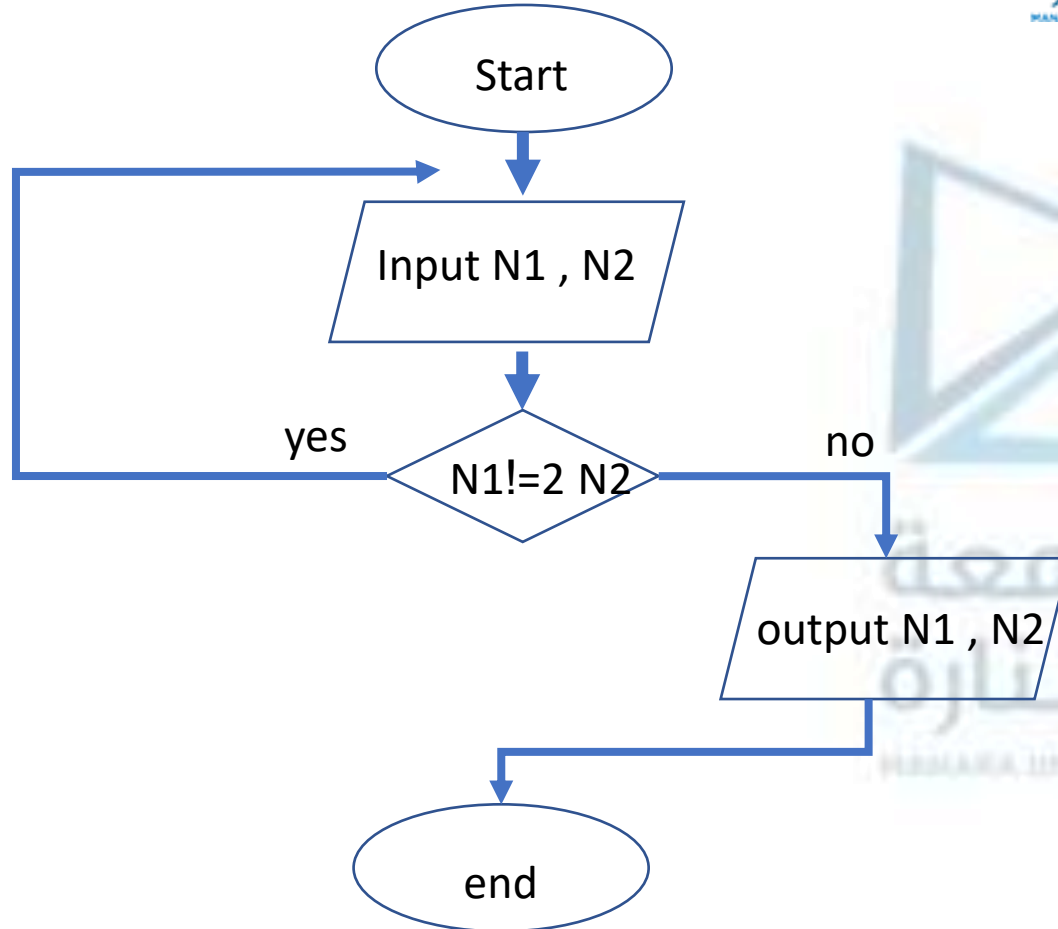 Start
Input N1 , N2
yes
N1!=2 N2
no
output N1 , N2
end